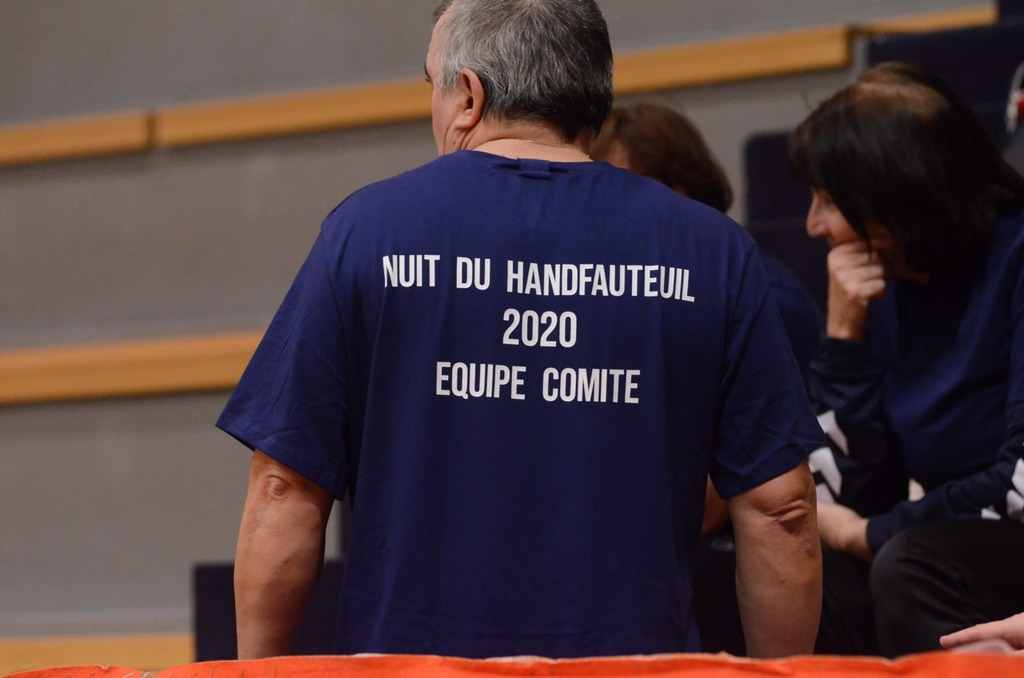 NUIT DU HANDFAUTEUIL
2020
EQUIPE COMITE